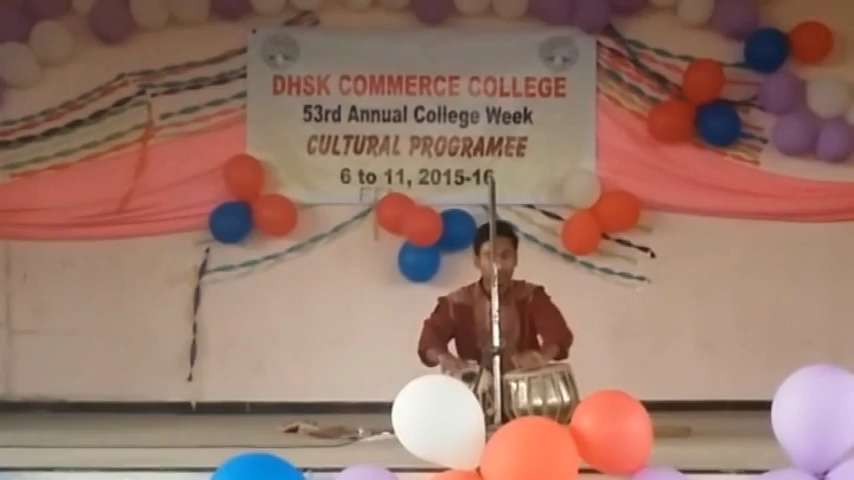 DHSK COMMERCE COLLEGE
53rd Annual College Week
CULTURAL PROGRAMEE
6 to 11, 2015-16